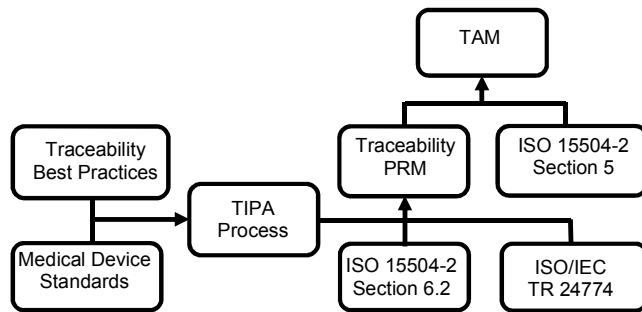 TAM
Traceability
Best Practices
Traceability
PRM
ISO 15504-2
Section 5
TIPA
Process
Medical Device
Standards
ISO 15504-2
Section 6.2
ISO/IEC
TR 24774